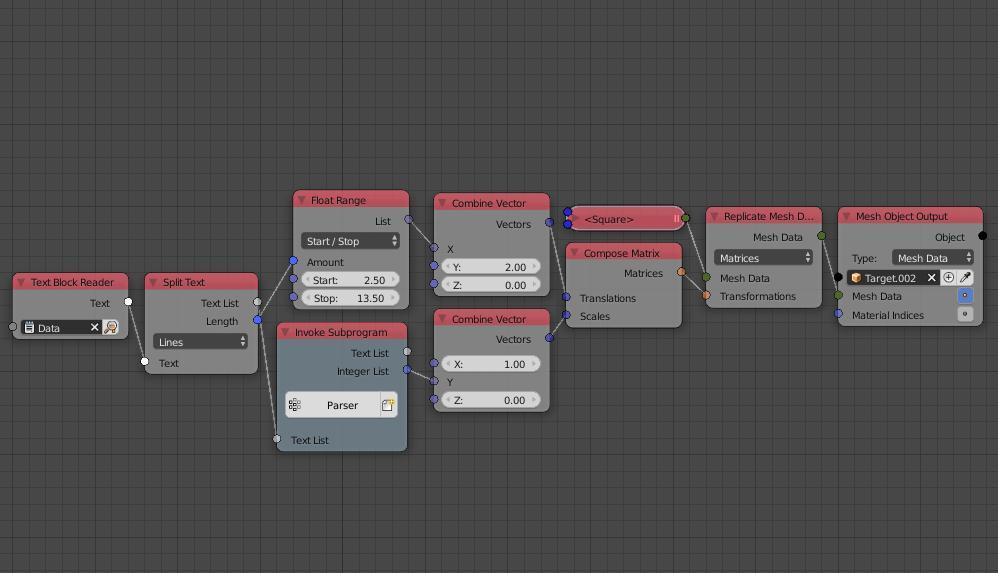 Text Block Reader
Text
Data
Split Text
Text List
Length
Lines
Text
Float Range
List
Start / Stop
Amount
Start: 2.50
Stop: 13.50
Invoke Subprogram
Text List
Integer List
Parser
Text List
Combine Vector
Vectors
X
Y: 2.00
Z: 0.00
Combine Vector
Vectors
X: 1.00
Y
Z: 0.00
<Square>
Compose Matrix
Matrices
Translations
Scales
Replicate Mesh D...
Mesh Data
Matrices
Mesh Data
Transformations
Mesh Object Output
Object
Type: Mesh Data
Target.002
Mesh Data
Material Indices